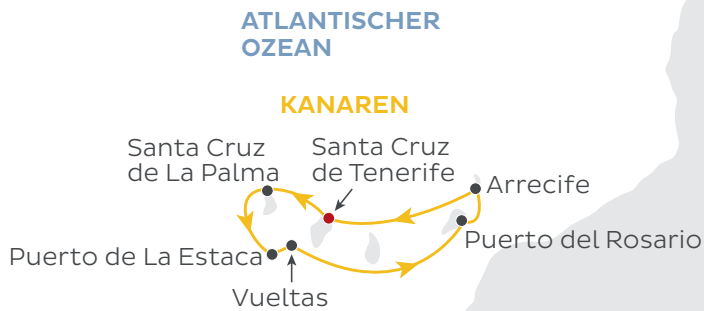 ATLANTISCHER
OZEAN
KANAREN
Santa Cruz
de La Palma
Santa Cruz
de Tenerife
Arrecife
Puerto del Rosario
Puerto de La Estaca
Vueltas